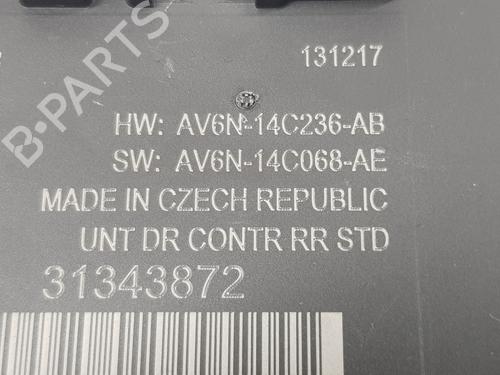 131217
HW: AV6N-14C236-AB
SW: AV6N-14C068-AE
MADE IN CZECH REPUBLIC
UNT DR CONTR RR STD
31343872
B-PARTS